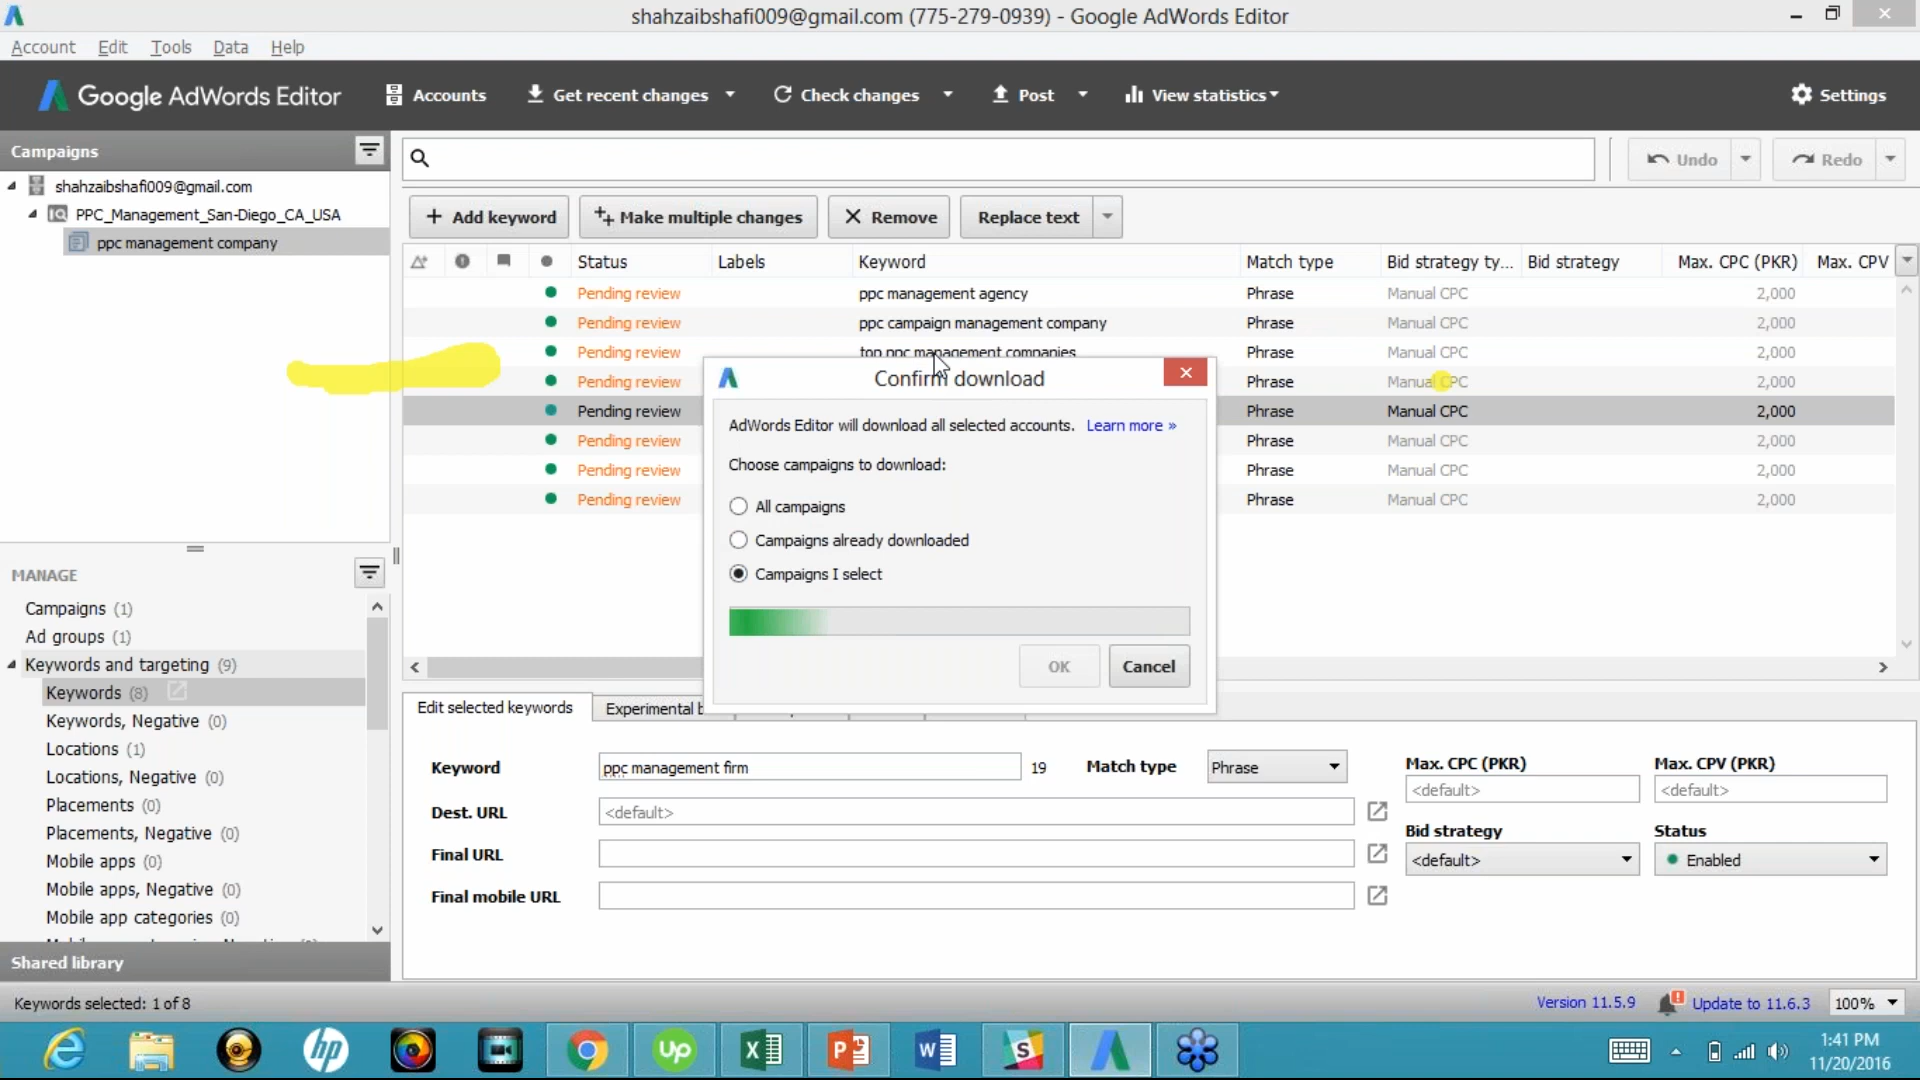 shahzaibshafi009@gmail.com (775-279-0939) - Google AdWords Editor
Account Edit Tools Data Help
Google AdWords Editor Accounts Get recent changes Check changes Post View statistics Settings
Campaigns
Undo Redo
shahzaibshafi009@gmail.com
PPC_Management_San-Diego_CA_USA
ppc management company
Add keyword Make multiple changes Remove Replace text
Status Labels Keyword Match type Bid strategy ty... Bid strategy Max. CPC (PKR) Max. CPV
Pending review ppc management agency Phrase Manual CPC 2,000
Pending review ppc campaign management company Phrase Manual CPC 2,000
Pending review top ppc management companies Phrase Manual CPC 2,000
Pending review Phrase Manual CPC 2,000
Pending review Phrase Manual CPC 2,000
Pending review Phrase Manual CPC 2,000
Pending review Phrase Manual CPC 2,000
Pending review Phrase Manual CPC 2,000
Confirm download
AdWords Editor will download all selected accounts. Learn more »
Choose campaigns to download:
All campaigns
Campaigns already downloaded
Campaigns I select
OK Cancel
MANAGE
Campaigns (1)
Ad groups (1)
Keywords and targeting (9)
Keywords (8)
Keywords, Negative (0)
Locations (1)
Locations, Negative (0)
Placements (0)
Placements, Negative (0)
Mobile apps (0)
Mobile apps, Negative (0)
Mobile app categories (0)
Shared library
Edit selected keywords Experimental b
Keyword ppc management firm 19 Match type Phrase
Dest. URL <default>
Final URL
Final mobile URL
Max. CPC (PKR) Max. CPV (PKR)
<default> <default>
Bid strategy Status
<default> Enabled
Keywords selected: 1 of 8 Version 11.5.9 Update to 11.6.3 100%
hp Up X P W S
1:41 PM
11/20/2016